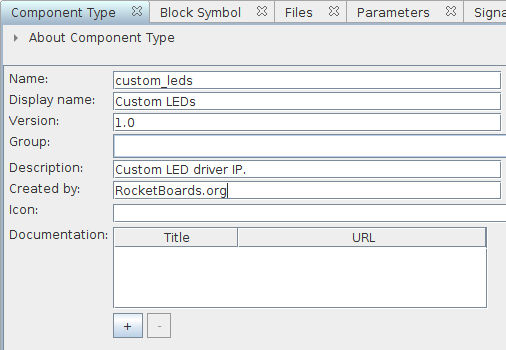 Component Type Block Symbol Files Parameters Signa
About Component Type
Name: custom_leds
Display name: Custom LEDs
Version: 1.0
Group:
Description: Custom LED driver IP.
Created by: RocketBoards.org
Icon:
Documentation: Title URL
+ -